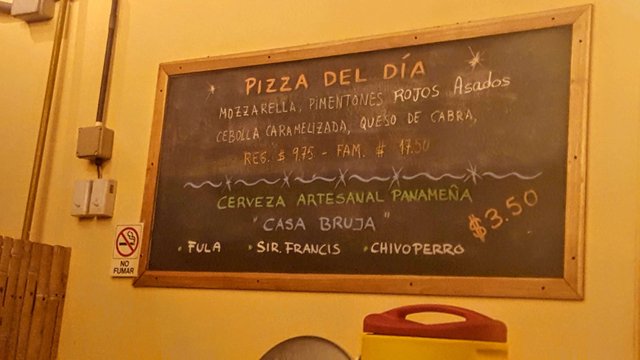 PIZZA DEL DÍA
MOZZARELLA, PIMENTONES ROJOS Asados
CEBOLLA CARAMELIZADA, QUESO DE CABRA,
REG. $ 9.75 - FAM. # 17.50
CERVEZA ARTESANAL PANAMEÑA
"CASA BRUJA"
$3.50
• FULA • SIR. FRANCIS • CHIVOPERRO
NO
FUMAR